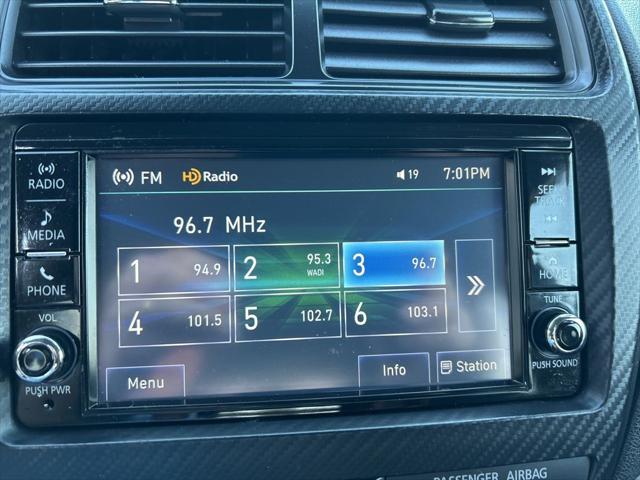 RADIO
MEDIA
PHONE
VOL
PUSH PWR
FM HD Radio 19 7:01PM
96.7 MHz
1 94.9
2 95.3 WADI
3 96.7
4 101.5
5 102.7
6 103.1
Menu
Info
Station
SEEK
TRACK
HOME
TUNE
PUSH SOUND
PASSENGER AIRBAG